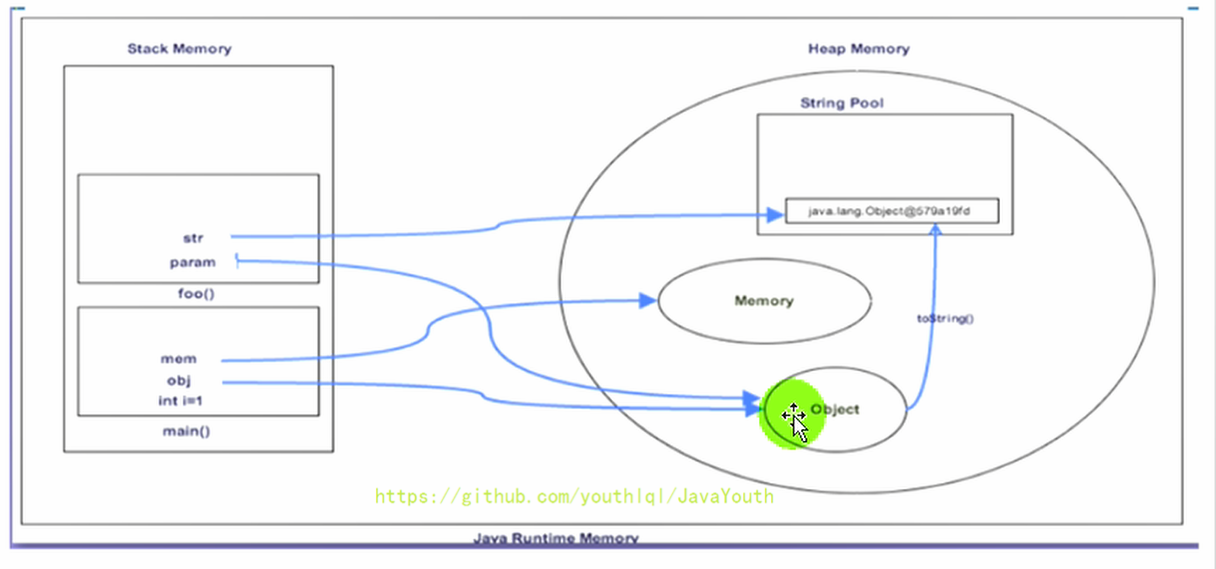 Stack Memory
Heap Memory
String Pool
java.lang.Object@579a19fd
str
param
foo()
Memory
toString()
mem
obj
int i=1
main()
Object
https://github.com/youthlql/JavaYouth
Java Runtime Memory